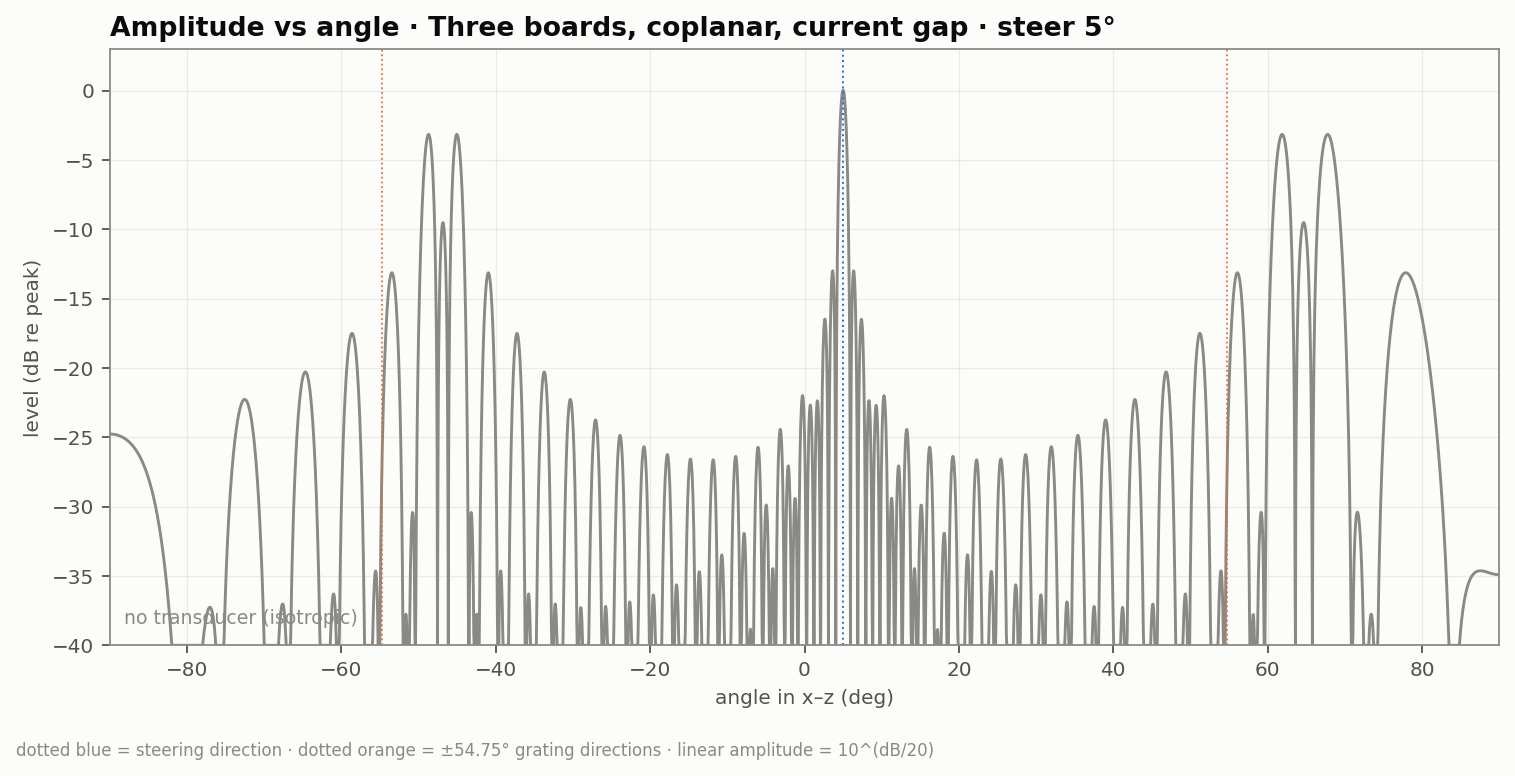 Amplitude vs angle · Three boards, coplanar, current gap · steer 5°
0
−5
−10
−15
−20
−25
−30
−35
−40
level (dB re peak)
no transducer (isotropic)
−80 −60 −40 −20 0 20 40 60 80
angle in x–z (deg)
dotted blue = steering direction · dotted orange = ±54.75° grating directions · linear amplitude = 10^(dB/20)